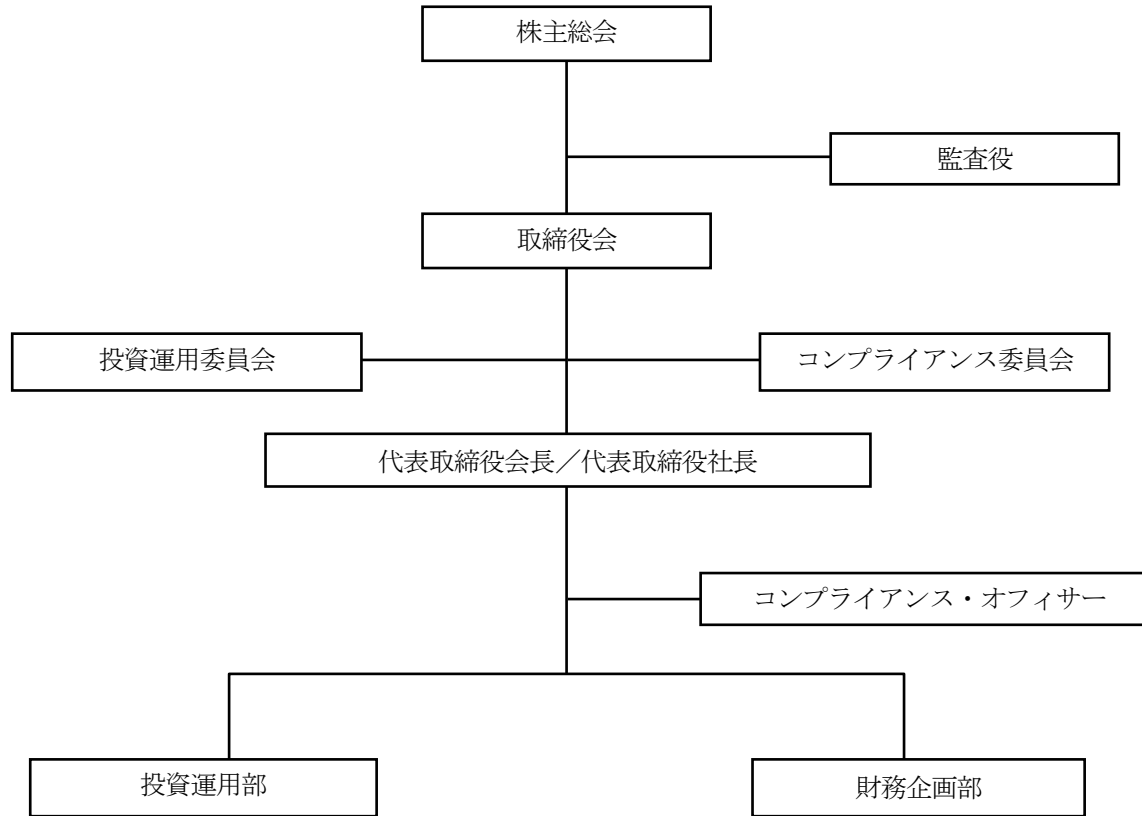 株主総会
監査役
取締役会
投資運用委員会
コンプライアンス委員会
代表取締役会長／代表取締役社長
コンプライアンス・オフィサー
投資運用部
財務企画部